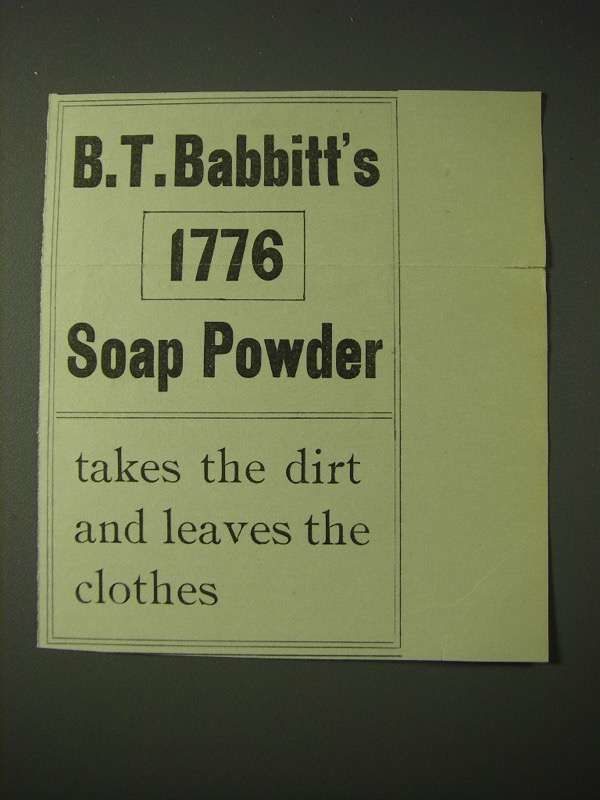 B.T. Babbitt's
1776
Soap Powder
takes the dirt
and leaves the
clothes